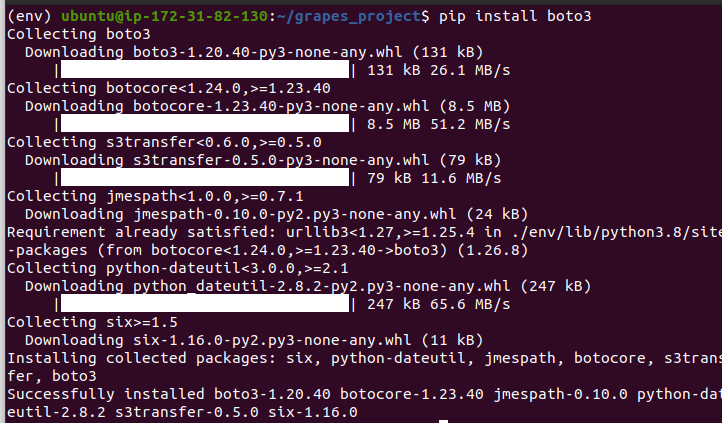 (env) ubuntu@ip-172-31-82-130:~/grapes_project$ pip install boto3
Collecting boto3
  Downloading boto3-1.20.40-py3-none-any.whl (131 kB)
     |                                | 131 kB 26.1 MB/s
Collecting botocore<1.24.0,>=1.23.40
  Downloading botocore-1.23.40-py3-none-any.whl (8.5 MB)
     |                                | 8.5 MB 51.2 MB/s
Collecting s3transfer<0.6.0,>=0.5.0
  Downloading s3transfer-0.5.0-py3-none-any.whl (79 kB)
     |                                | 79 kB 11.6 MB/s
Collecting jmespath<1.0.0,>=0.7.1
  Downloading jmespath-0.10.0-py2.py3-none-any.whl (24 kB)
Requirement already satisfied: urllib3<1.27,>=1.25.4 in ./env/lib/python3.8/site
-packages (from botocore<1.24.0,>=1.23.40->boto3) (1.26.8)
Collecting python-dateutil<3.0.0,>=2.1
  Downloading python_dateutil-2.8.2-py2.py3-none-any.whl (247 kB)
     |                                | 247 kB 65.6 MB/s
Collecting six>=1.5
  Downloading six-1.16.0-py2.py3-none-any.whl (11 kB)
Installing collected packages: six, python-dateutil, jmespath, botocore, s3trans
fer, boto3
Successfully installed boto3-1.20.40 botocore-1.23.40 jmespath-0.10.0 python-dat
eutil-2.8.2 s3transfer-0.5.0 six-1.16.0